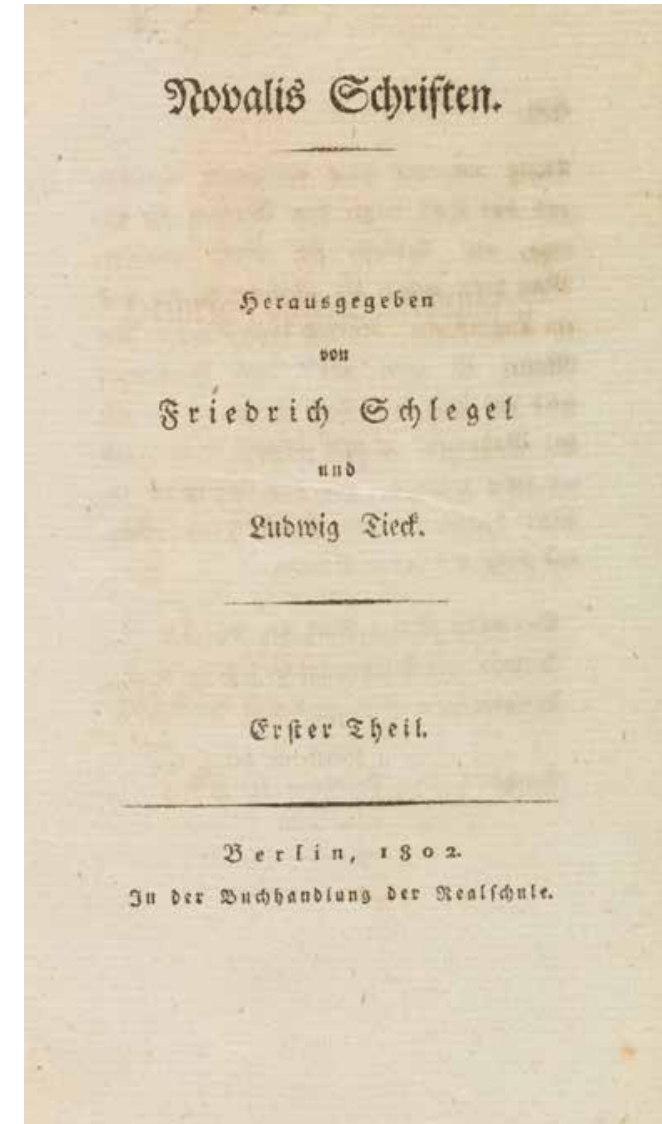 Novalis Schriften.
Herausgegeben
von
Friedrich Schlegel
und
Ludwig Tieck.
Erster Theil.
Berlin, 1802.
In der Buchhandlung der Realschule.